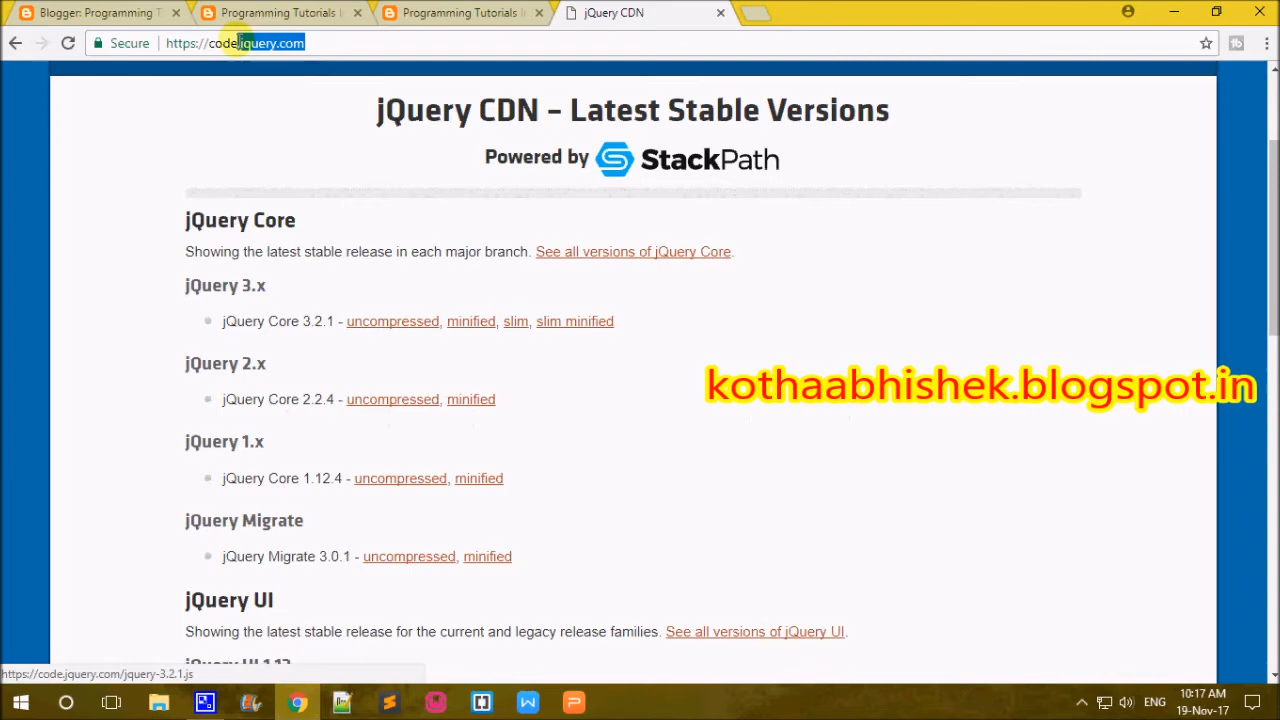 Blogger: Programming T
Programming Tutorials I
Programming Tutorials I
jQuery CDN
Secure
https://code.jquery.com
jQuery CDN – Latest Stable Versions
Powered by StackPath
jQuery Core
Showing the latest stable release in each major branch. See all versions of jQuery Core.
jQuery 3.x
jQuery Core 3.2.1 - uncompressed, minified, slim, slim minified
jQuery 2.x
kothaabhishek.blogspot.in
jQuery Core 2.2.4 - uncompressed, minified
jQuery 1.x
jQuery Core 1.12.4 - uncompressed, minified
jQuery Migrate
jQuery Migrate 3.0.1 - uncompressed, minified
jQuery UI
Showing the latest stable release for the current and legacy release families. See all versions of jQuery UI.
jQuery UI 1.12
https://code.jquery.com/jquery-3.2.1.js
ENG
10:17 AM
19-Nov-17